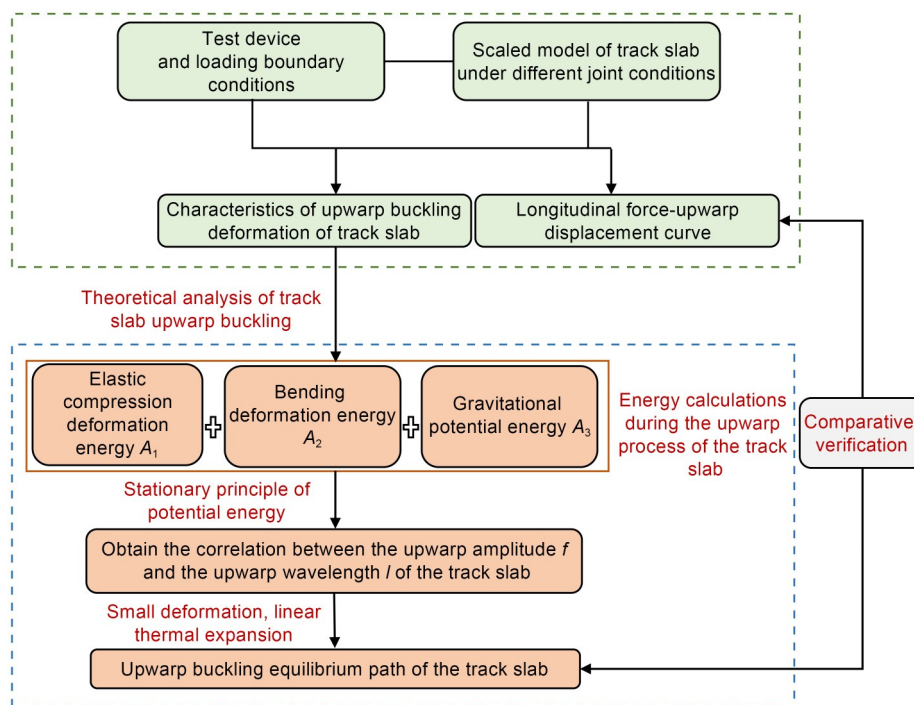 Test device
and loading boundary
conditions
Scaled model of track slab
under different joint conditions
Characteristics of upwarp buckling
deformation of track slab
Longitudinal force-upwarp
displacement curve
Theoretical analysis of track
slab upwarp buckling
Elastic
compression
deformation
energy A₁
Bending
deformation energy
A₂
Gravitational
potential energy A₃
Energy calculations
during the upwarp
process of the track
slab
Comparative
verification
Stationary principle of
potential energy
Obtain the correlation between the upwarp amplitude f
and the upwarp wavelength l of the track slab
Small deformation, linear
thermal expansion
Upwarp buckling equilibrium path of the track slab